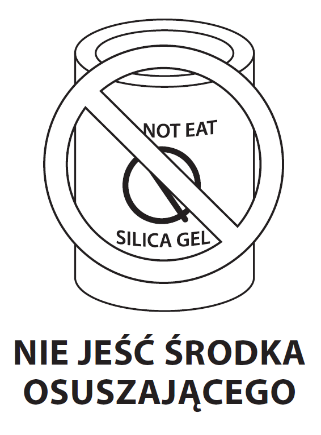 NOT EAT
SILICA GEL
NIE JEŚĆ ŚRODKA
OSUSZAJĄCEGO